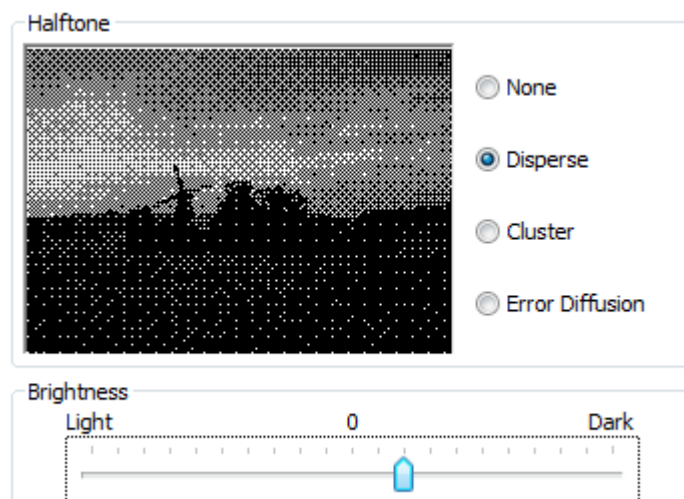 Halftone
None
Disperse
Cluster
Error Diffusion
Brightness
Light 0 Dark